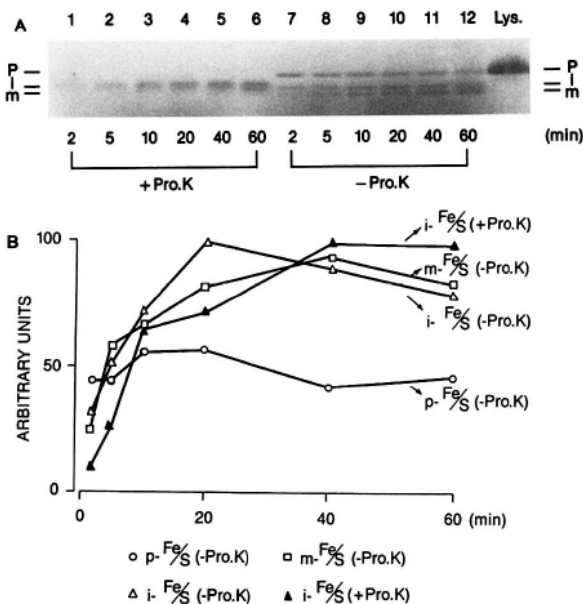 A 1 2 3 4 5 6 7 8 9 10 11 12 Lys.
P P
i i
m m
2 5 10 20 40 60 2 5 10 20 40 60 (min)
+Pro.K -Pro.K
B
100
50
0
ARBITRARY UNITS
i- Fe/S (+Pro.K)
m- Fe/S (-Pro.K)
i- Fe/S (-Pro.K)
p- Fe/S (-Pro.K)
0 20 40 60 (min)
p- Fe/S (-Pro.K) m- Fe/S (-Pro.K)
i- Fe/S (-Pro.K) i- Fe/S (+Pro.K)